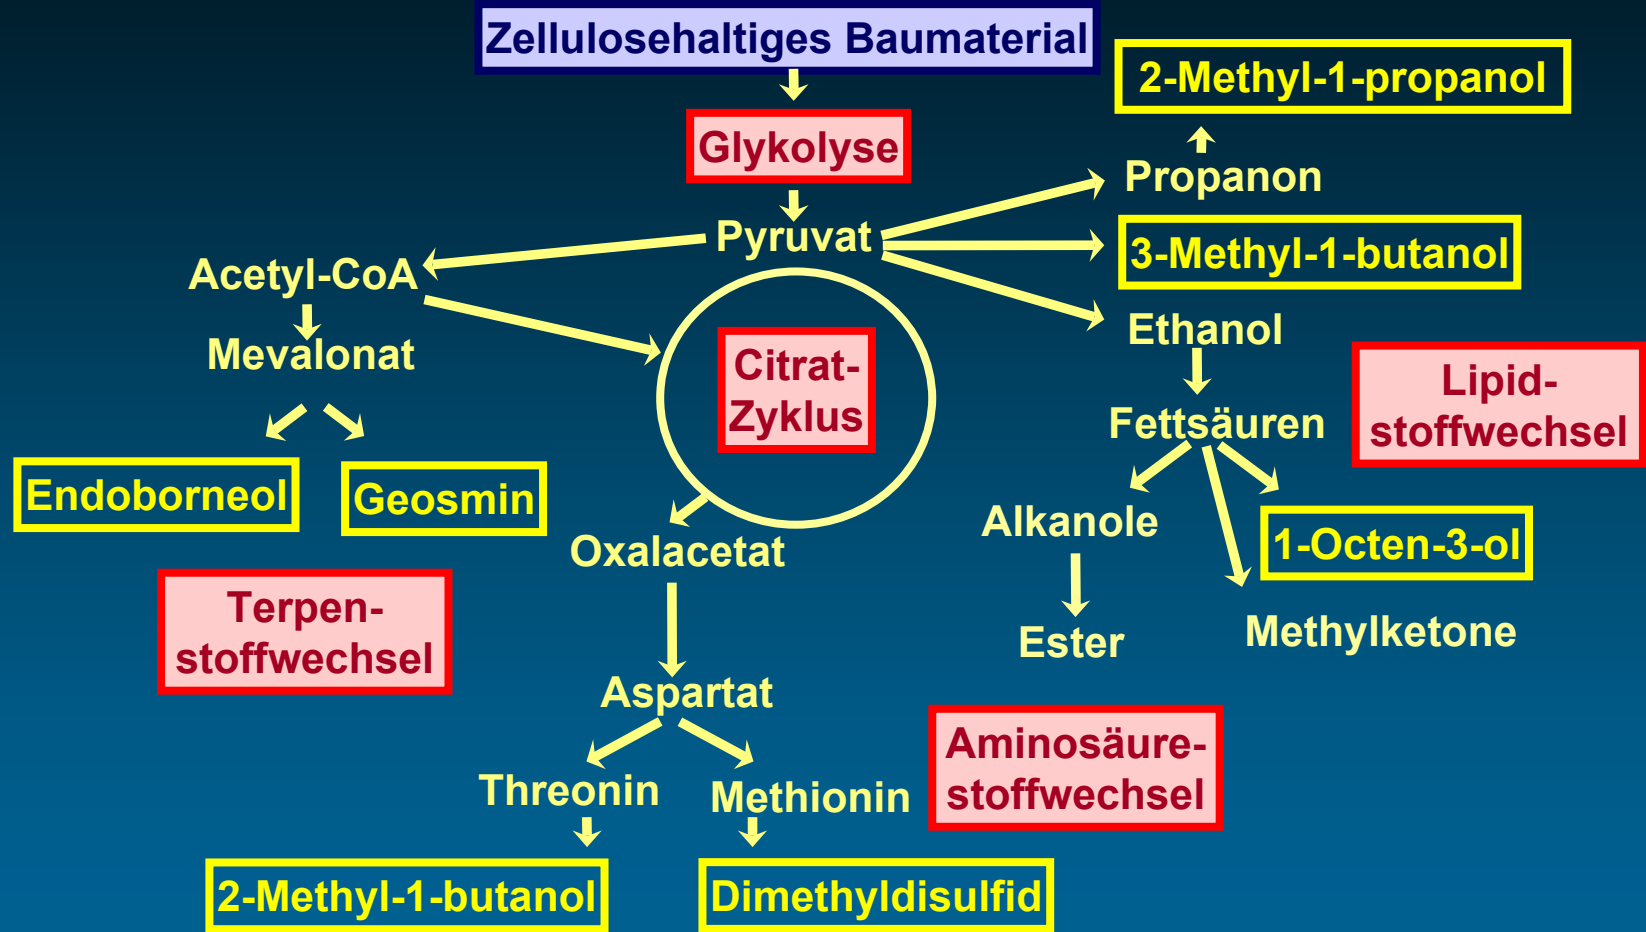 Zellulosehaltiges Baumaterial
2-Methyl-1-propanol
Glykolyse
Propanon
Pyruvat
3-Methyl-1-butanol
Acetyl-CoA
Ethanol
Mevalonat
Citrat-
Zyklus
Lipid-
stoffwechsel
Fettsäuren
Endoborneol
Geosmin
Alkanole
1-Octen-3-ol
Oxalacetat
Terpen-
stoffwechsel
Ester
Methylketone
Aspartat
Aminosäure-
stoffwechsel
Threonin
Methionin
2-Methyl-1-butanol
Dimethyldisulfid